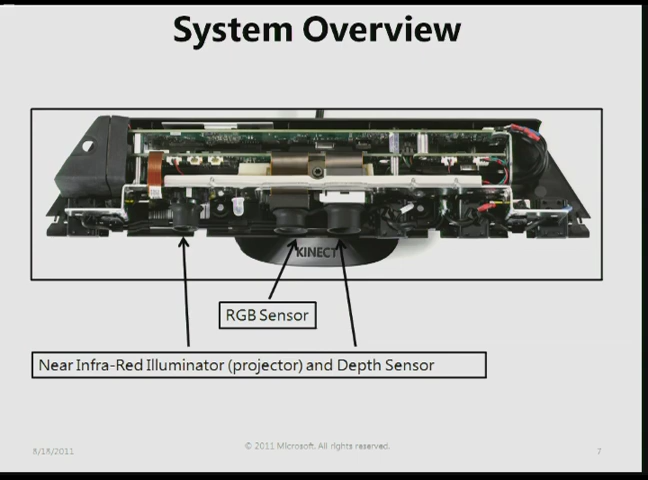 System Overview
KINECT
RGB Sensor
Near Infra-Red Illuminator (projector) and Depth Sensor
8/18/2011
© 2011 Microsoft. All rights reserved.
7